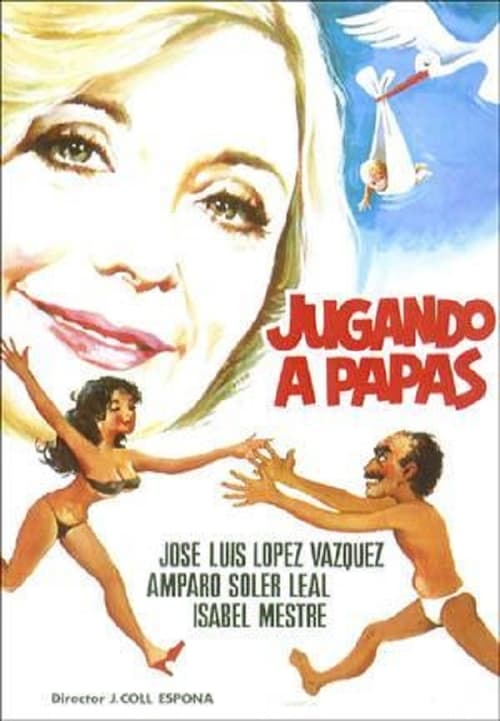 JUGANDO
A PAPAS
JOSE LUIS LOPEZ VAZQUEZ
AMPARO SOLER LEAL
ISABEL MESTRE
Director J. COLL ESPONA